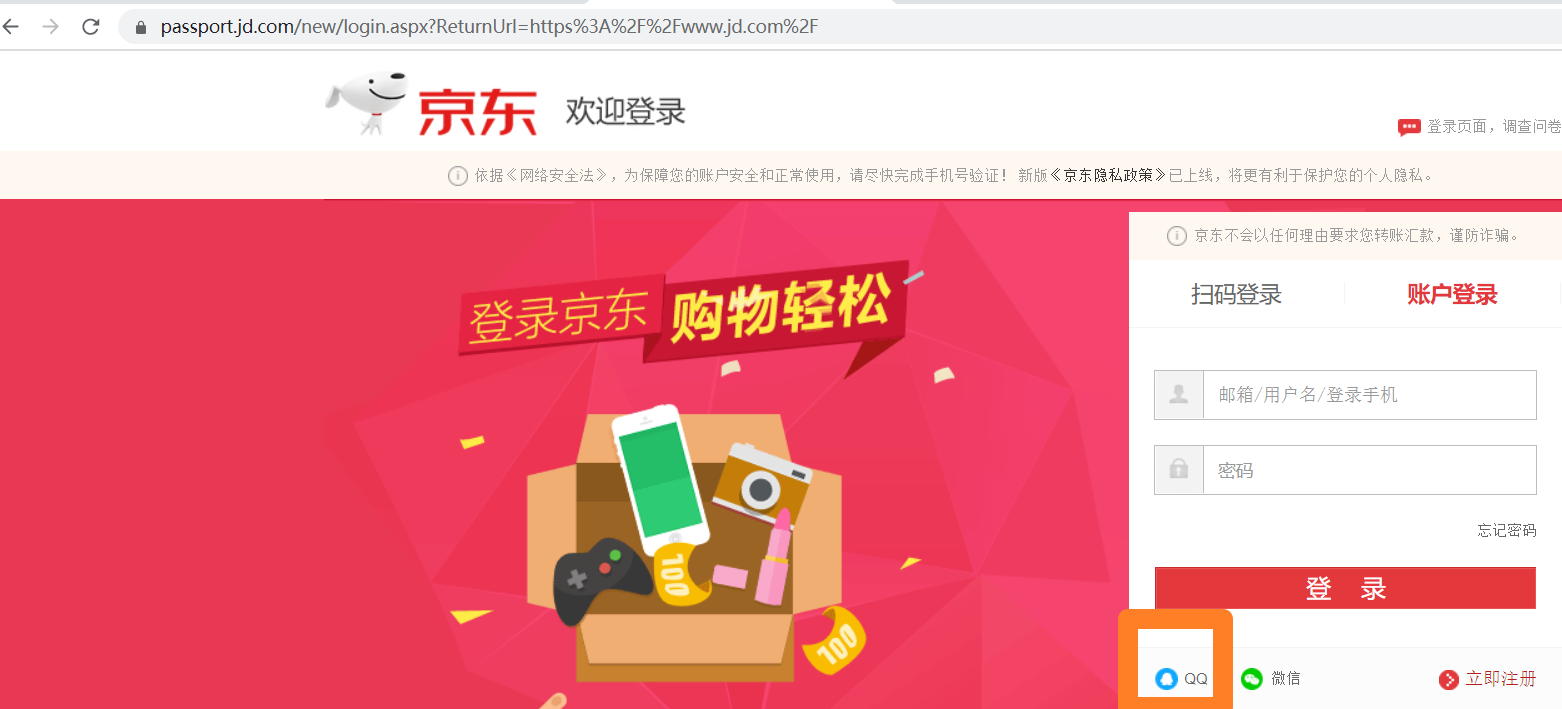 passport.jd.com/new/login.aspx?ReturnUrl=https%3A%2F%2Fwww.jd.com%2F
京东 欢迎登录
登录页面，调查问卷
依据《网络安全法》，为保障您的账户安全和正常使用，请尽快完成手机号验证！ 新版《京东隐私政策》已上线，将更有利于保护您的个人隐私。
京东不会以任何理由要求您转账汇款，谨防诈骗。
登录京东 购物轻松
扫码登录 账户登录
邮箱/用户名/登录手机
密码
忘记密码
登 录
100
100
QQ 微信 立即注册